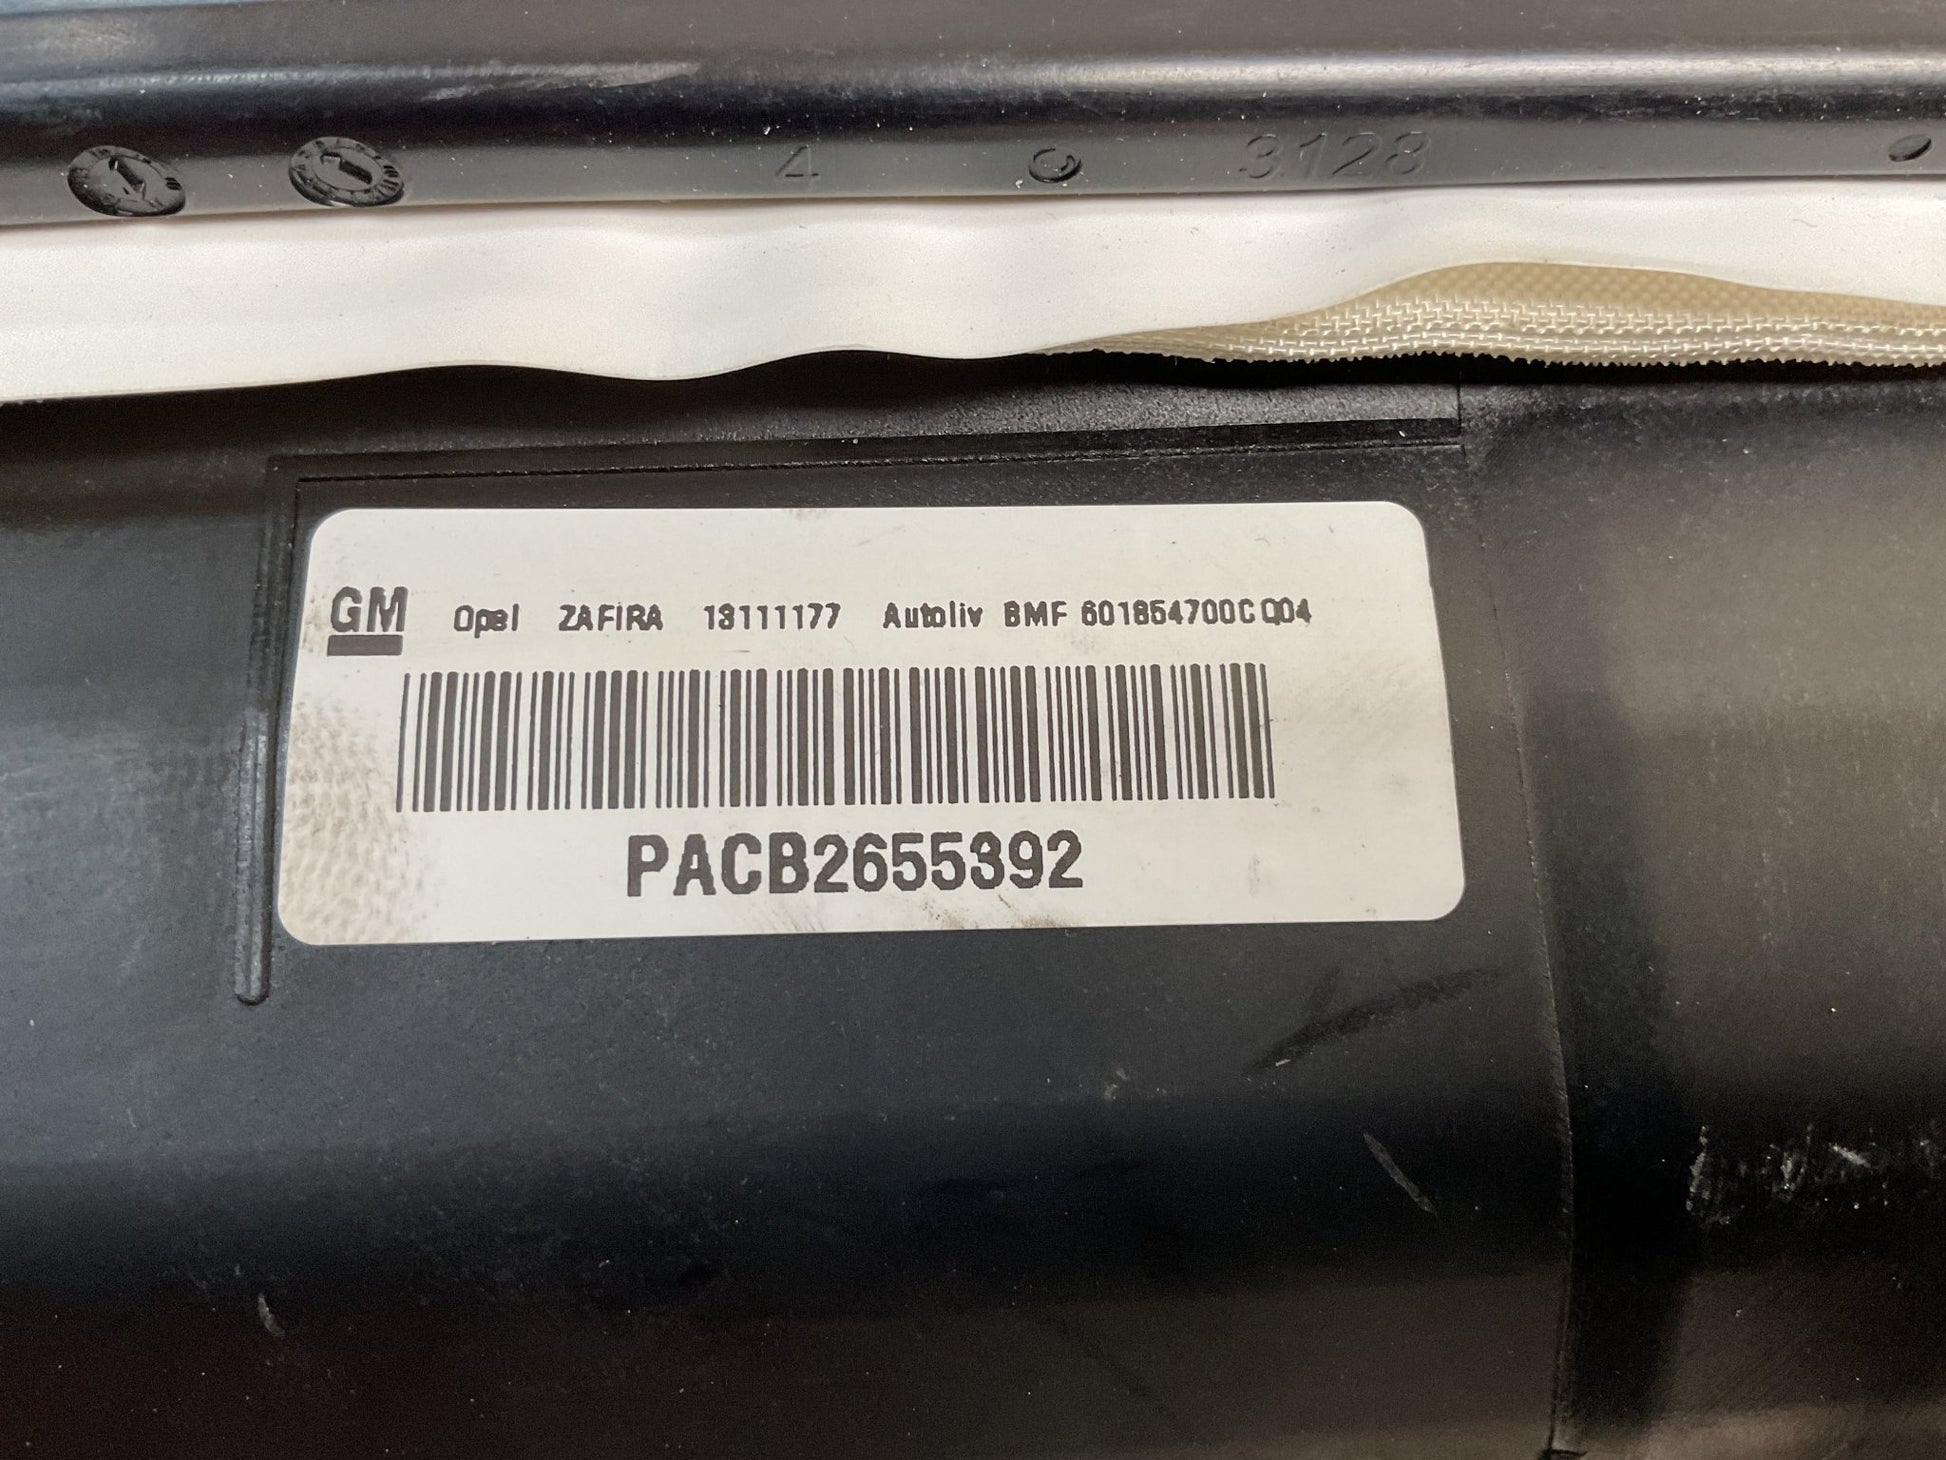 4 3128
GM Opel ZAFIRA 13111177 Autoliv BMF 601854700C Q04
PACB2655392